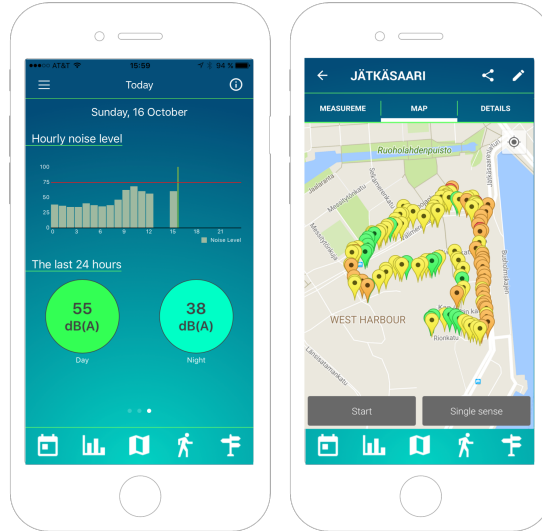 AT&T 15:59 94 %
Today
Sunday, 16 October
Hourly noise level
100
75
50
25
0
0 3 6 9 12 15 18 21
Noise Level
The last 24 hours
55
dB(A)
38
dB(A)
Day
Night
JÄTKÄSAARI
MEASUREME
MAP
DETAILS
Ruoholahdenpuisto
Messitytönkatu
WEST HARBOUR
Rionkatu
Start
Single sense